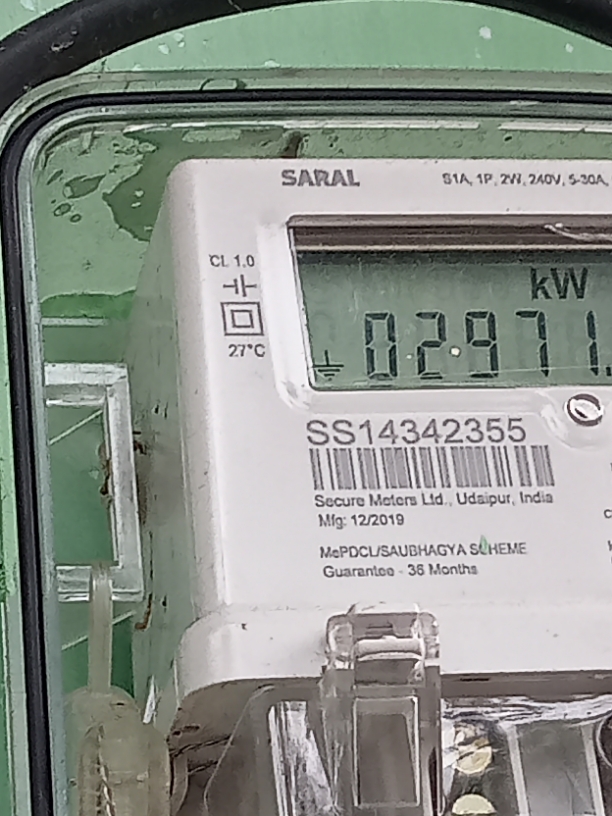 SARAL
S1A, 1P, 2W, 240V, 5-30A,
CL 1.0
kW
02971.
27°C
SS14342355
Secure Meters Ltd., Udaipur, India
Mfg: 12/2019
MePDCL/SAUBHAGYA SCHEME
Guarantee - 36 Months